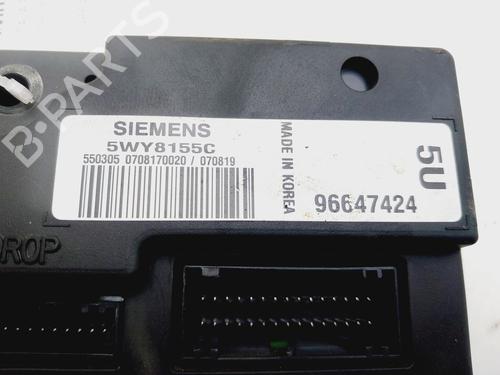 B-PARTS
SIEMENS
5WY8155C
550305 0708170020 / 070819
MADE IN KOREA
5U
96647424
DROP